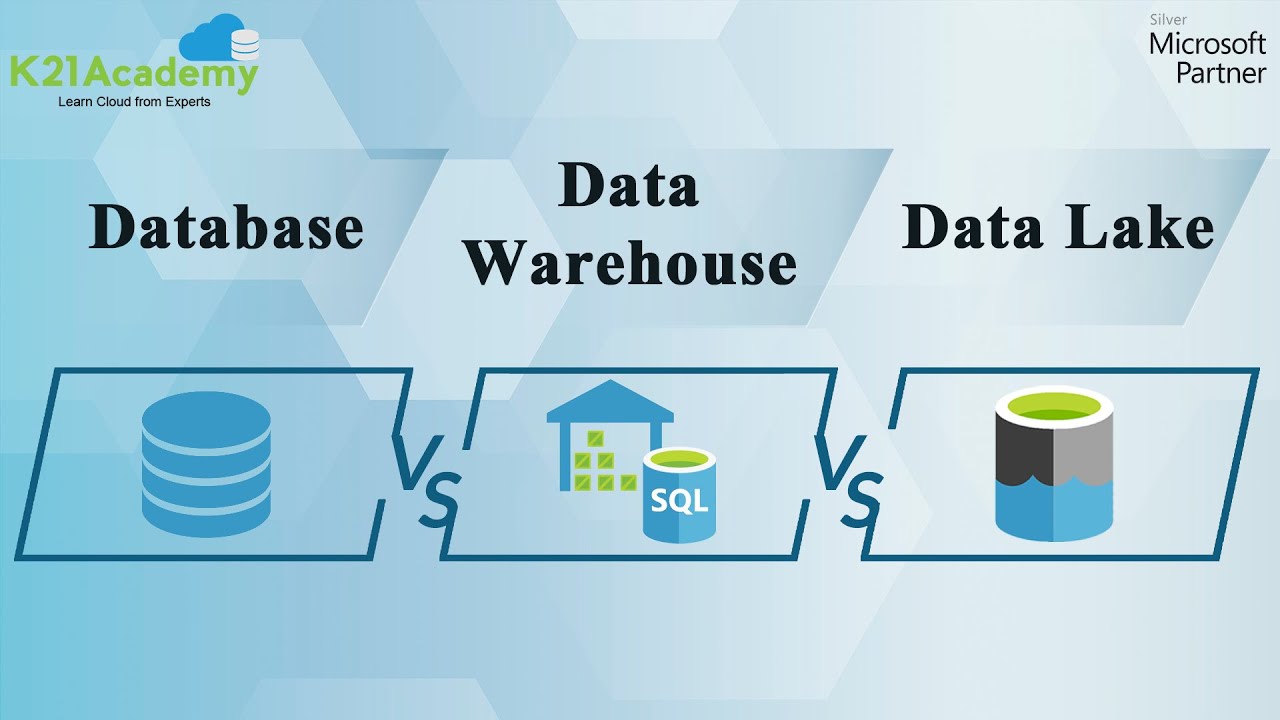 K21Academy
Learn Cloud from Experts
Silver
Microsoft
Partner
Database
Data
Warehouse
Data Lake
VS
SQL
VS